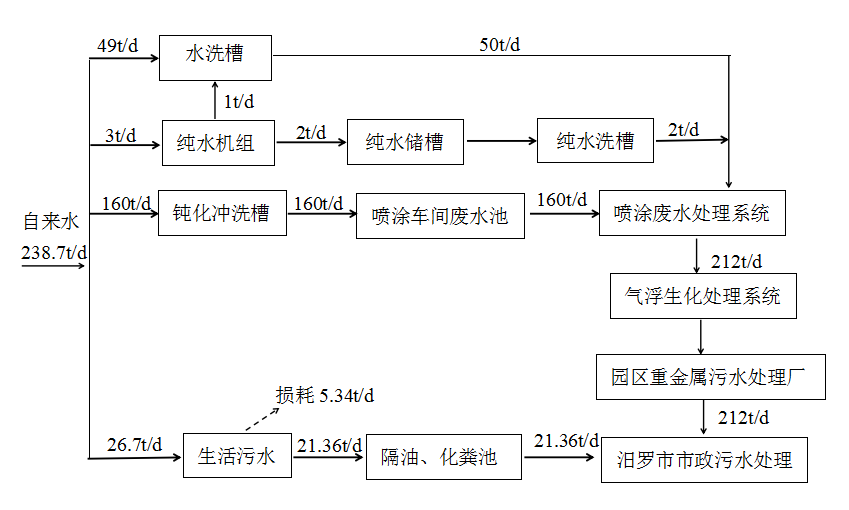 49t/d
水洗槽
50t/d
1t/d
3t/d
纯水机组
2t/d
纯水储槽
纯水洗槽
2t/d
160t/d
钝化冲洗槽
160t/d
喷涂车间废水池
160t/d
喷涂废水处理系统
自来水
238.7t/d
212t/d
气浮生化处理系统
园区重金属污水处理厂
损耗 5.34t/d
212t/d
26.7t/d
生活污水
21.36t/d
隔油、化粪池
21.36t/d
汨罗市市政污水处理